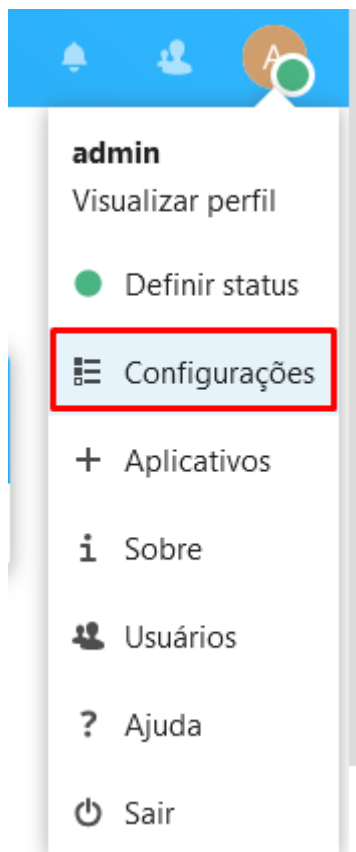 A
admin
Visualizar perfil
Definir status
Configurações
+ Aplicativos
i Sobre
Usuários
? Ajuda
Sair